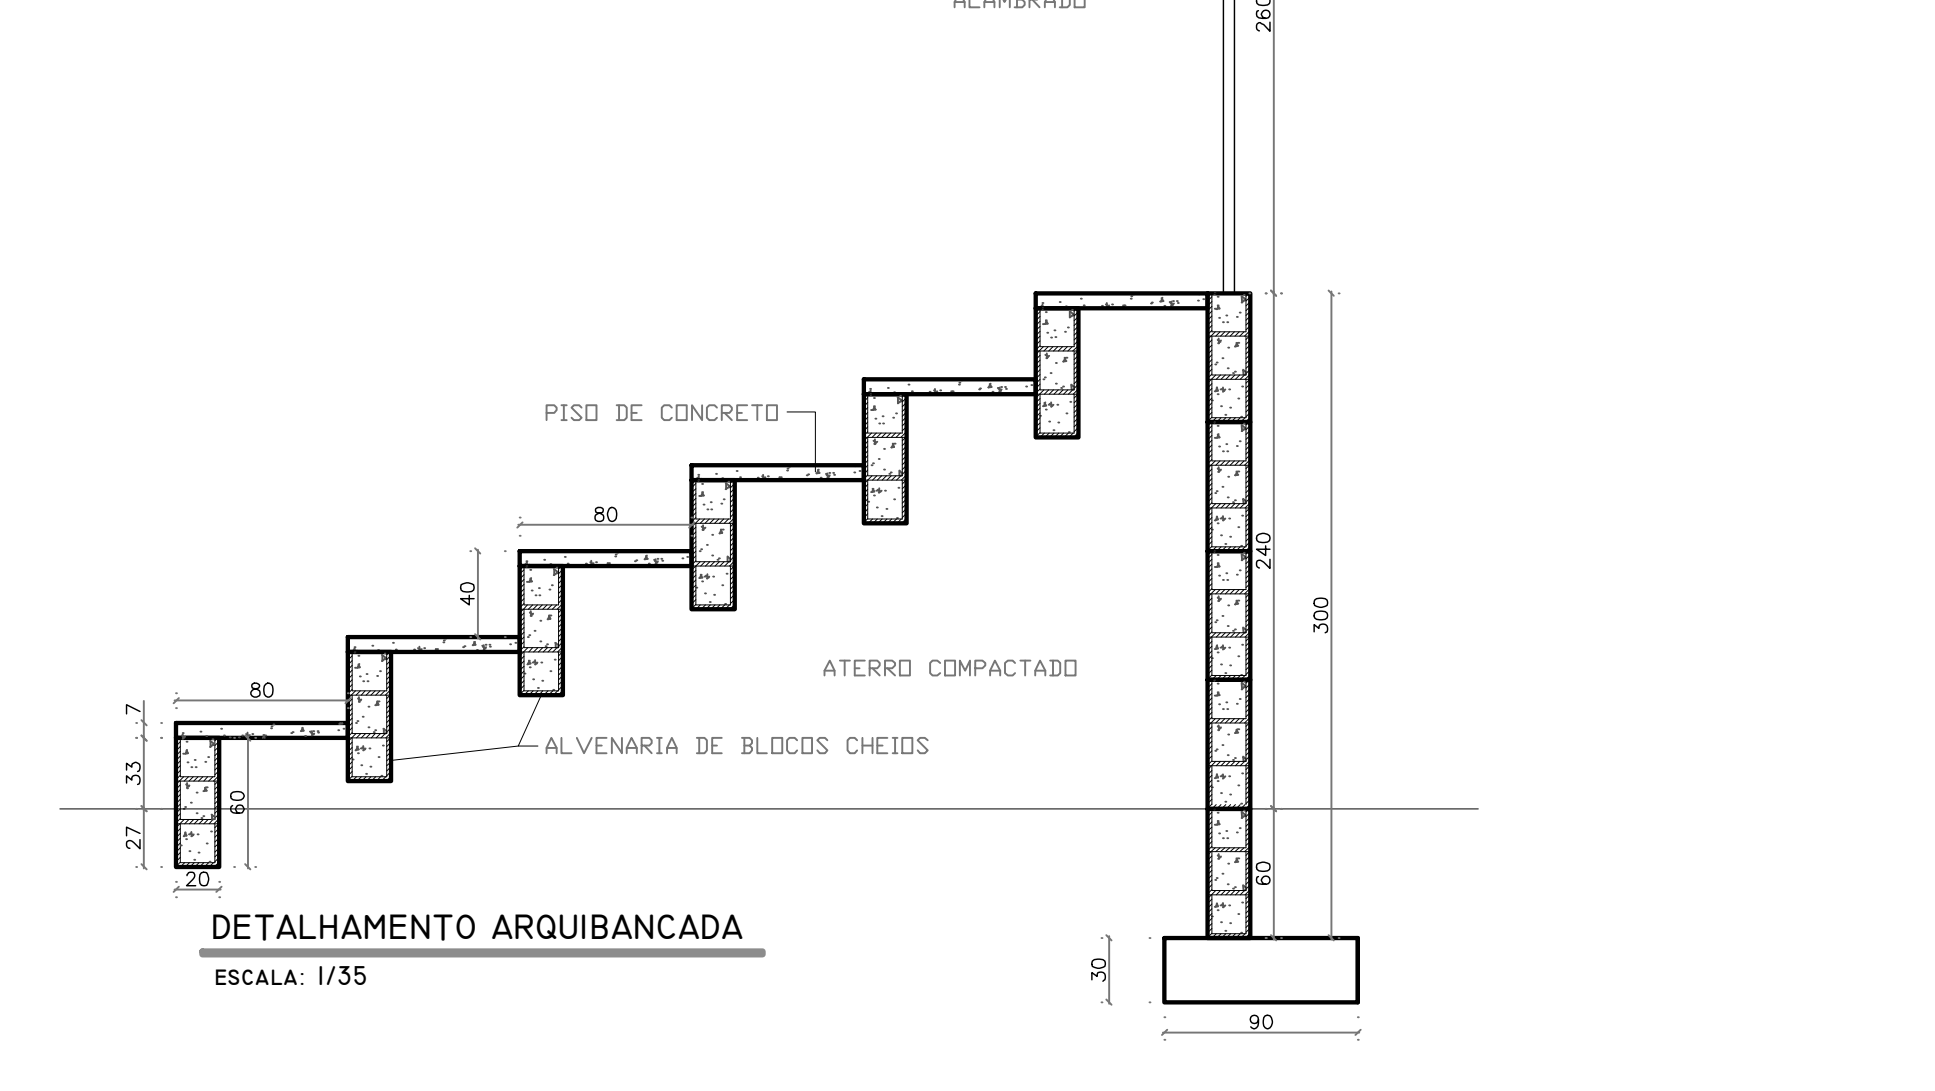 ALAMBRADO
260
PISO DE CONCRETO
80
40
240
300
ATERRO COMPACTADO
80
7
ALVENARIA DE BLOCOS CHEIOS
33
60
27
60
20
DETALHAMENTO ARQUIBANCADA
30
ESCALA: 1/35
90